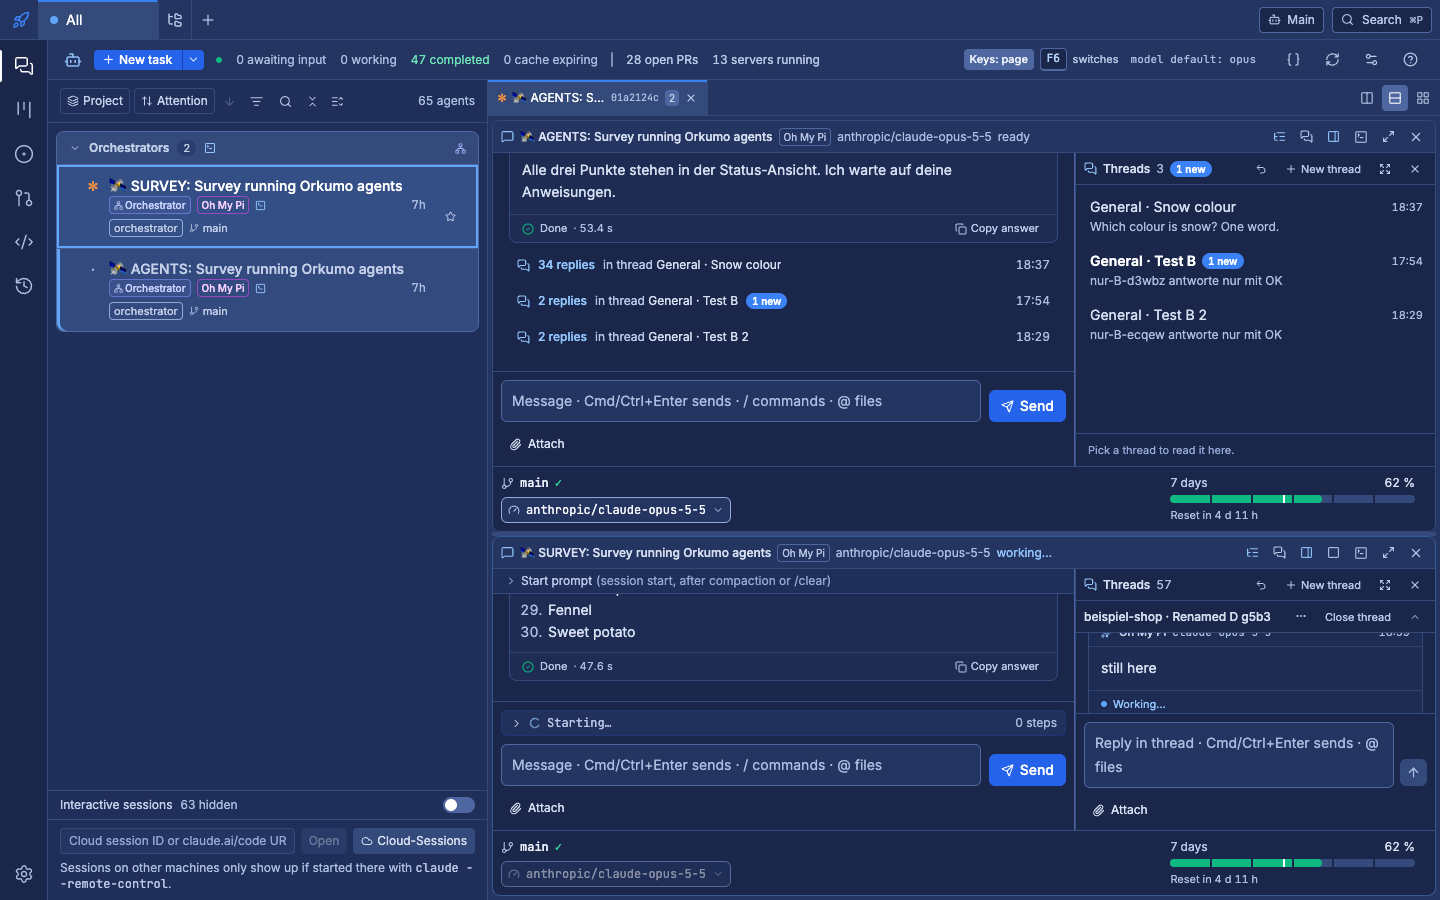 All
Main
Search ⌘P
New task
0 awaiting input
0 working
47 completed
0 cache expiring
28 open PRs
13 servers running
Keys: page
F6
switches
model default: opus
Project
Attention
65 agents
Orchestrators 2
SURVEY: Survey running Orkumo agents
Orchestrator
Oh My Pi
7h
orchestrator
main
AGENTS: Survey running Orkumo agents
Orchestrator
Oh My Pi
7h
orchestrator
main
Interactive sessions 63 hidden
Cloud session ID or claude.ai/code UR
Open
Cloud-Sessions
Sessions on other machines only show up if started there with claude -
-remote-control.
AGENTS: S... 01a2124c 2
AGENTS: Survey running Orkumo agents Oh My Pi anthropic/claude-opus-5-5 ready
Alle drei Punkte stehen in der Status-Ansicht. Ich warte auf deine
Anweisungen.
Done · 53.4 s
Copy answer
34 replies in thread General · Snow colour 18:37
2 replies in thread General · Test B 1 new 17:54
2 replies in thread General · Test B 2 18:29
Message · Cmd/Ctrl+Enter sends · / commands · @ files
Send
Attach
Threads 3 1 new
New thread
General · Snow colour 18:37
Which colour is snow? One word.
General · Test B 1 new 17:54
nur-B-d3wbz antworte nur mit OK
General · Test B 2 18:29
nur-B-ecqew antworte nur mit OK
Pick a thread to read it here.
main ✓
anthropic/claude-opus-5-5
7 days 62 %
Reset in 4 d 11 h
SURVEY: Survey running Orkumo agents Oh My Pi anthropic/claude-opus-5-5 working...
Start prompt (session start, after compaction or /clear)
29. Fennel
30. Sweet potato
Done · 47.6 s
Copy answer
Starting… 0 steps
Message · Cmd/Ctrl+Enter sends · / commands · @ files
Send
Attach
Threads 57
New thread
beispiel-shop · Renamed D g5b3
Close thread
still here
Working...
Reply in thread · Cmd/Ctrl+Enter sends · @
files
Attach
main ✓
anthropic/claude-opus-5-5
7 days 62 %
Reset in 4 d 11 h